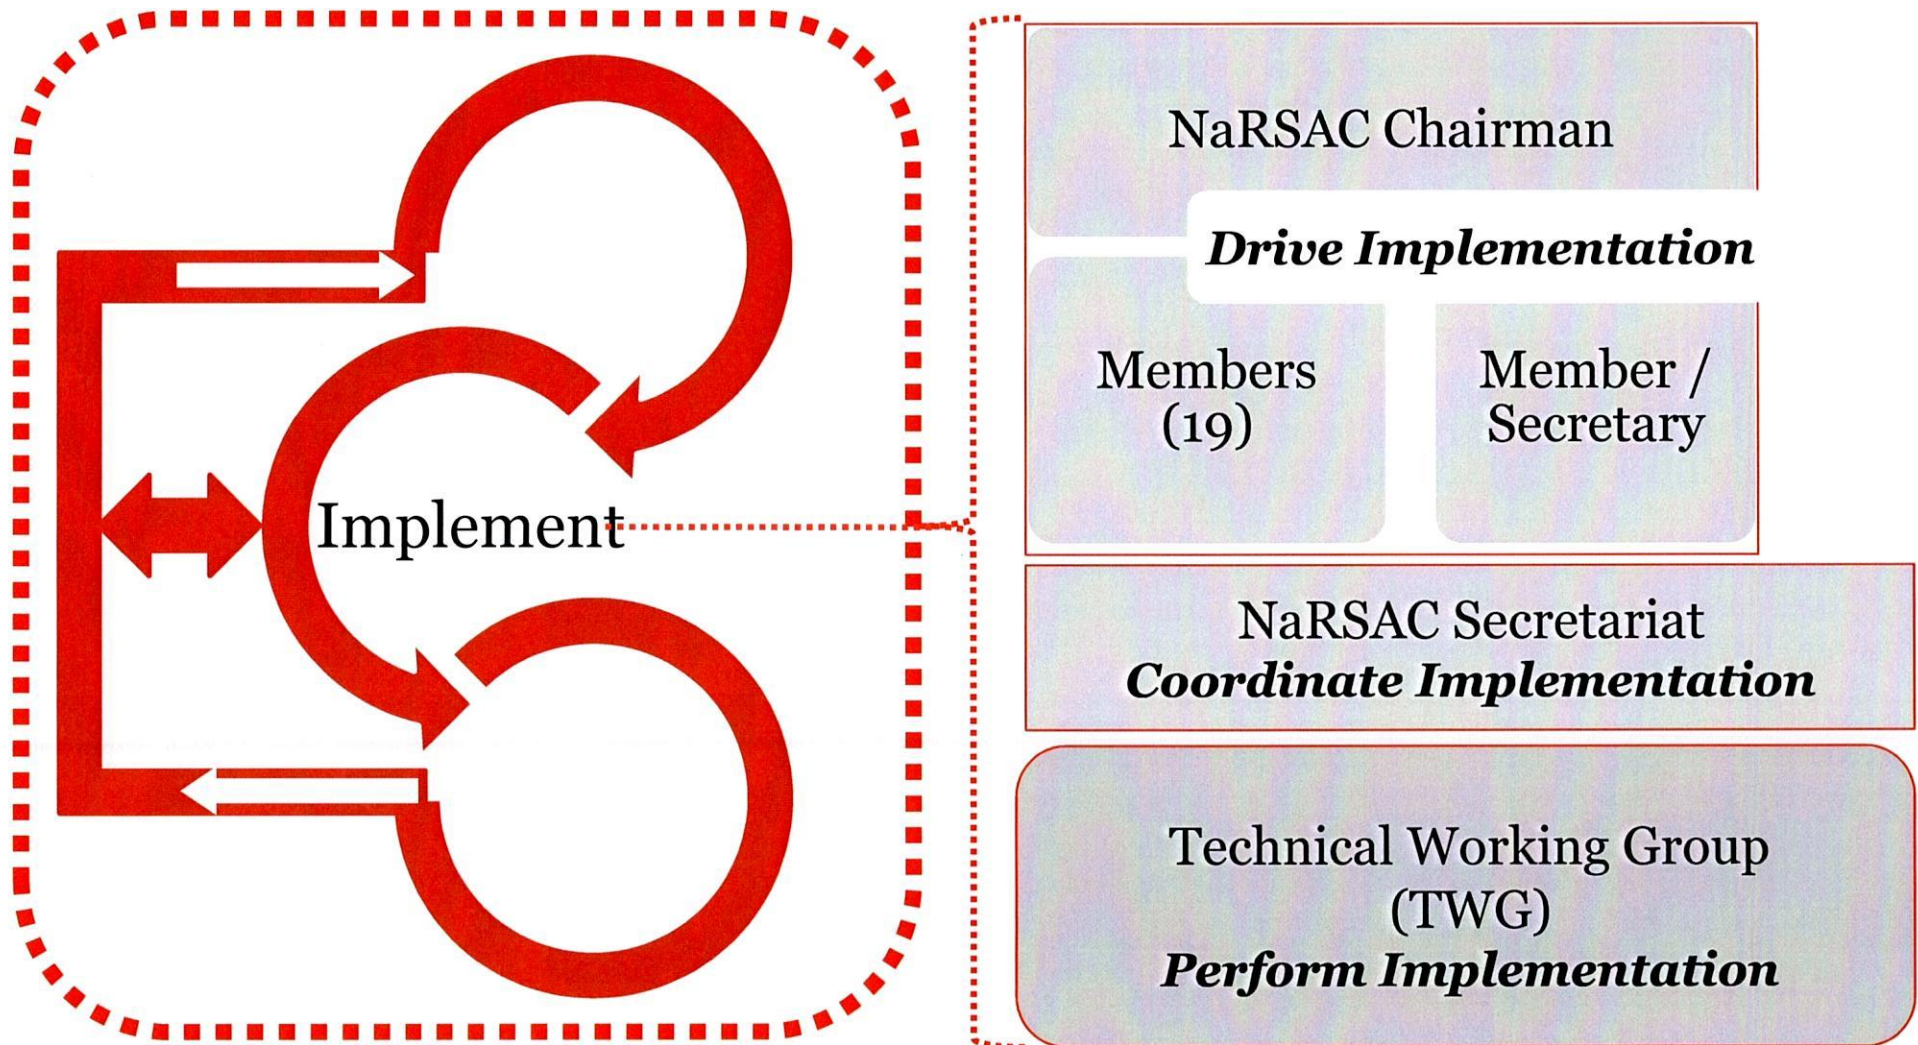 Implement
NaRSAC Chairman
Drive Implementation
Members
(19)
Member /
Secretary
NaRSAC Secretariat
Coordinate Implementation
Technical Working Group
(TWG)
Perform Implementation